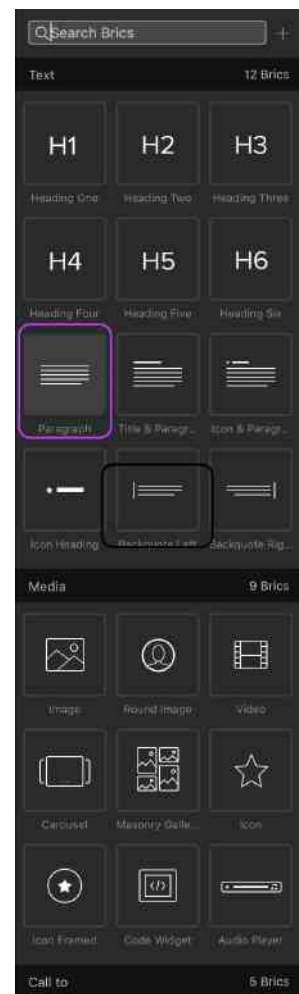 Search Brics
Text 12 Brics
H1 H2 H3
Heading One Heading Two Heading Three
H4 H5 H6
Heading Four Heading Five Heading Six
Paragraph Title & Paragr... Icon & Paragr...
Icon Heading Backquote Left Backquote Rig...
Media 9 Brics
Image Round Image Video
Carousel Masonry Galle... Icon
</>
Icon Framed Code Widget Audio Player
Call to 5 Brics